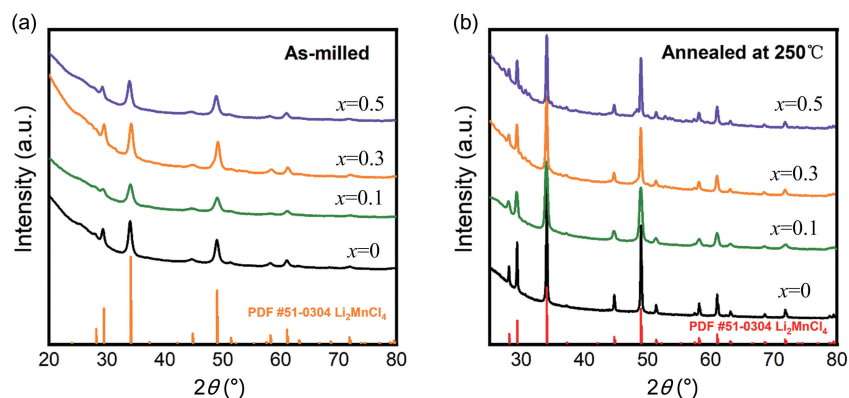 (a)
As-milled
x=0.5
x=0.3
x=0.1
x=0
PDF #51-0304 Li₂MnCl₄
Intensity (a.u.)
20 30 40 50 60 70 80
2θ (°)
(b)
Annealed at 250℃
x=0.5
x=0.3
x=0.1
x=0
PDF #51-0304 Li₂MnCl₄
Intensity (a.u.)
30 40 50 60 70 80
2θ (°)